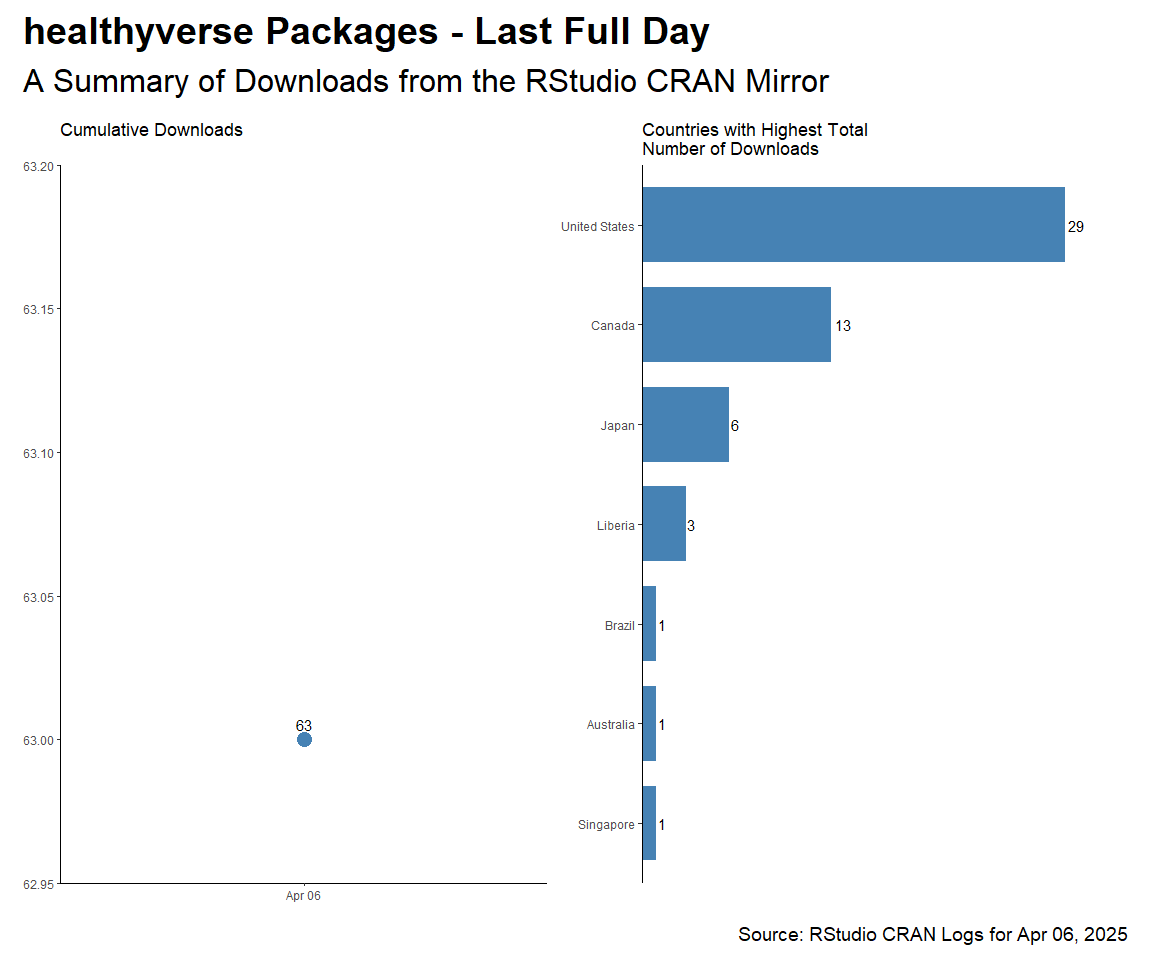 healthyverse Packages - Last Full Day
A Summary of Downloads from the RStudio CRAN Mirror
Cumulative Downloads
63.20
63.15
63.10
63.05
63.00
62.95
63
Apr 06
Countries with Highest Total
Number of Downloads
United States 29
Canada 13
Japan 6
Liberia 3
Brazil 1
Australia 1
Singapore 1
Source: RStudio CRAN Logs for Apr 06, 2025